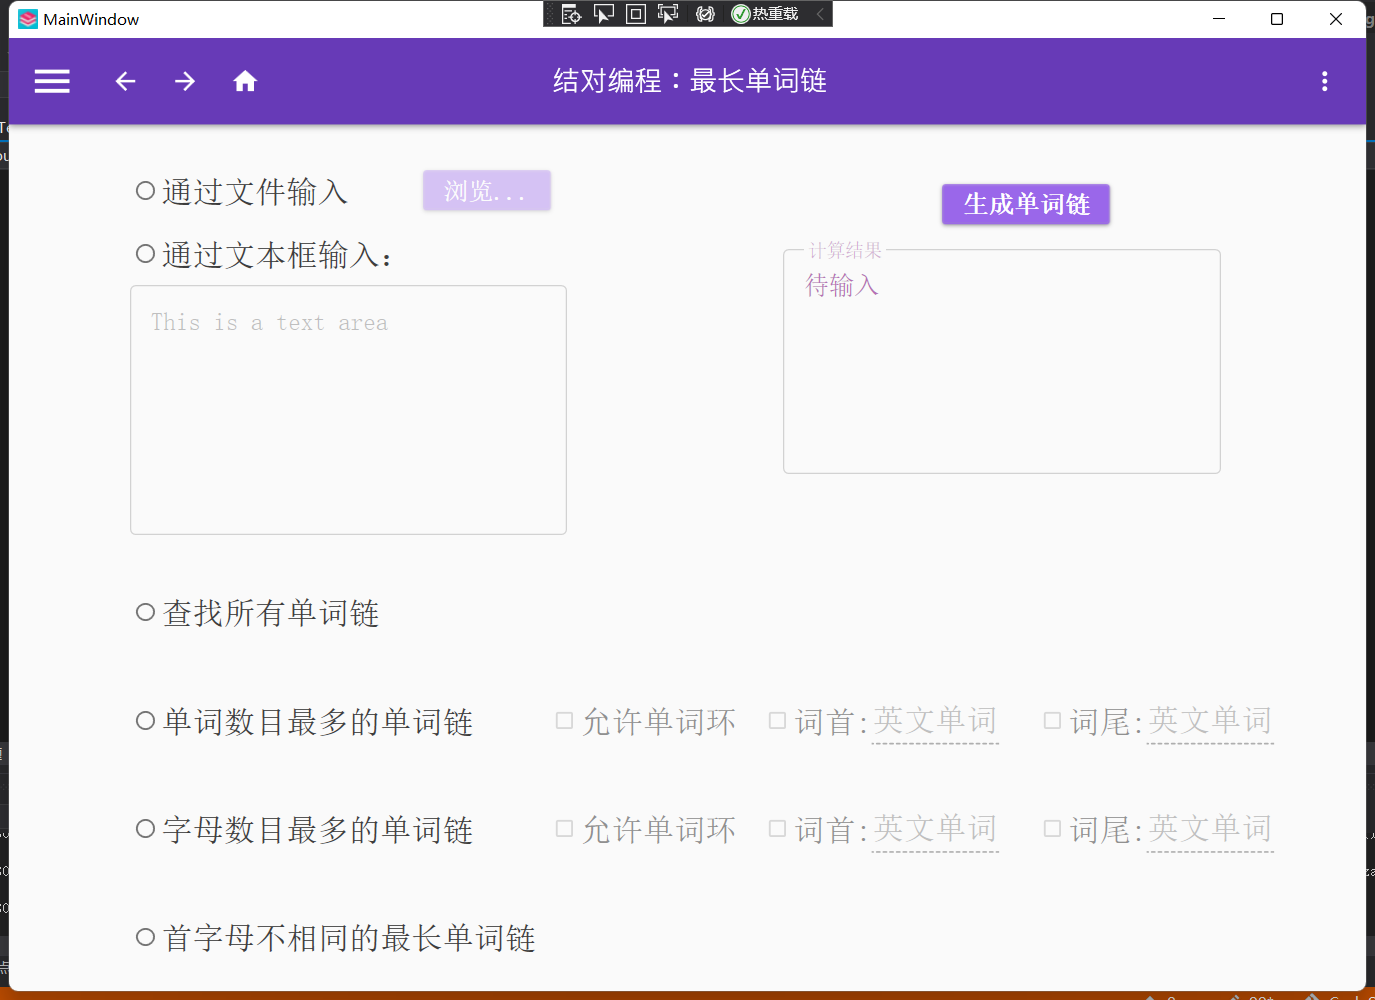 MainWindow
热重载
结对编程：最长单词链
通过文件输入
浏览...
生成单词链
通过文本框输入：
计算结果
待输入
This is a text area
查找所有单词链
单词数目最多的单词链
允许单词环
词首:
英文单词
词尾:
英文单词
字母数目最多的单词链
允许单词环
词首:
英文单词
词尾:
英文单词
首字母不相同的最长单词链